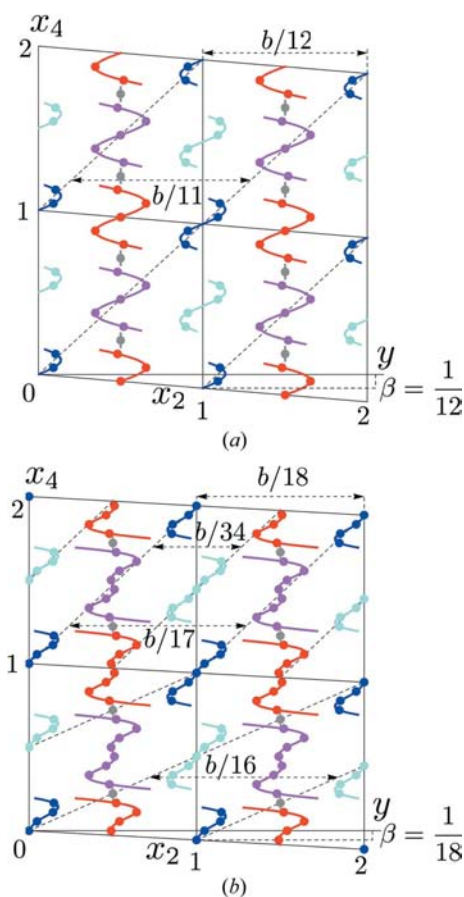 x₄
2
b/12
b/11
1
y
0
x₂
1
2
β = 1/12
(a)
x₄
b/18
2
b/34
b/17
1
b/16
y
0
x₂
1
2
β = 1/18
(b)